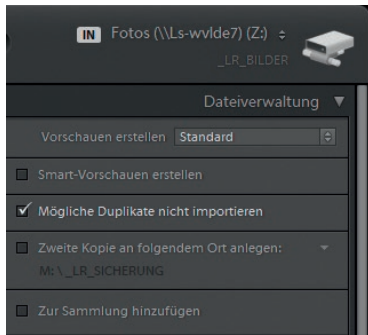 IN Fotos (\\Ls-wvlde7) (Z:)
_LR_BILDER
Dateiverwaltung
Vorschauen erstellen Standard
Smart-Vorschauen erstellen
Mögliche Duplikate nicht importieren
Zweite Kopie an folgendem Ort anlegen:
M: \ _LR_SICHERUNG
Zur Sammlung hinzufügen